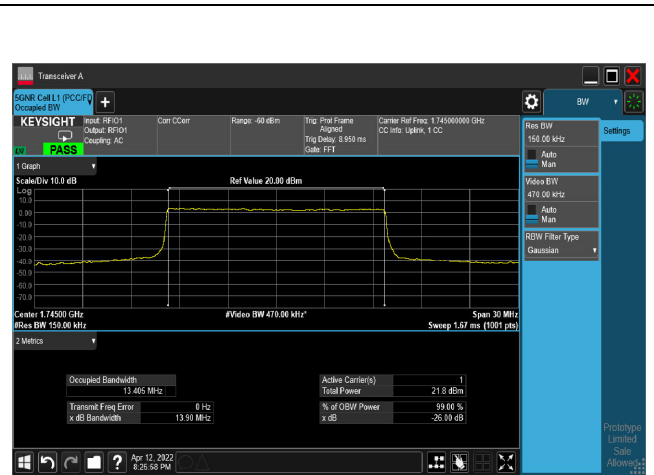 Transceiver A
5GNR Cell L1 (PCC/FD
Occupied BW
BW
KEYSIGHT
Input: RFIO1
Output: RFIO1
Coupling: AC
Corr CCorr
Range: -60 dBm
Trig: Prot Frame
Aligned
Trig Delay: 8.950 ms
Gate: FFT
Carrier Ref Freq: 1.745000000 GHz
CC Info: Uplink, 1 CC
LV
PASS
Res BW
150.00 kHz
Auto
Man
Settings
Video BW
470.00 kHz
Auto
Man
RBW Filter Type
Gaussian
1 Graph
Scale/Div 10.0 dB
Ref Value 20.00 dBm
Log
10.0
0.00
-10.0
-20.0
-30.0
-40.0
-50.0
-60.0
-70.0
Center 1.74500 GHz
#Video BW 470.00 kHz*
Span 30 MHz
#Res BW 150.00 kHz
Sweep 1.67 ms (1001 pts)
2 Metrics
Occupied Bandwidth
13.405 MHz
Active Carrier(s) 1
Total Power 21.8 dBm
Transmit Freq Error 0 Hz
x dB Bandwidth 13.90 MHz
% of OBW Power 99.00 %
x dB -26.00 dB
Prototype
Limited
Sale
Allowed
Apr 12, 2022
8:26:58 PM